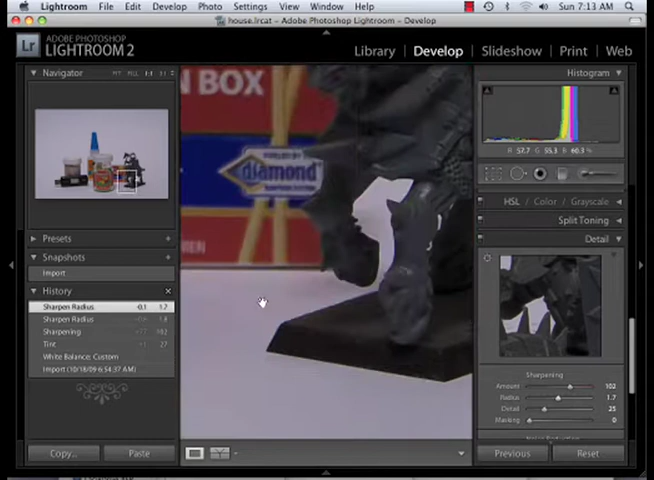 Lightroom File Edit Develop Photo Settings View Window Help Sun 7:13 AM
house.lrcat - Adobe Photoshop Lightroom - Develop
Lr ADOBE PHOTOSHOP
LIGHTROOM 2
Library Develop Slideshow Print Web
Navigator
Histogram
R 57.7 G 55.3 B 60.3 %
N BOX
diamond
HSL / Color / Grayscale
Split Toning
Detail
Presets
Snapshots
Import
History
Sharpen Radius -0.1 1.7
Sharpen Radius 1.8
Sharpening 102
Tint 27
White Balance: Custom
Import (10/18/09 6:54:37 AM)
Sharpening
Amount 102
Radius 1.7
Detail 25
Masking 0
Copy... Paste
Previous Reset